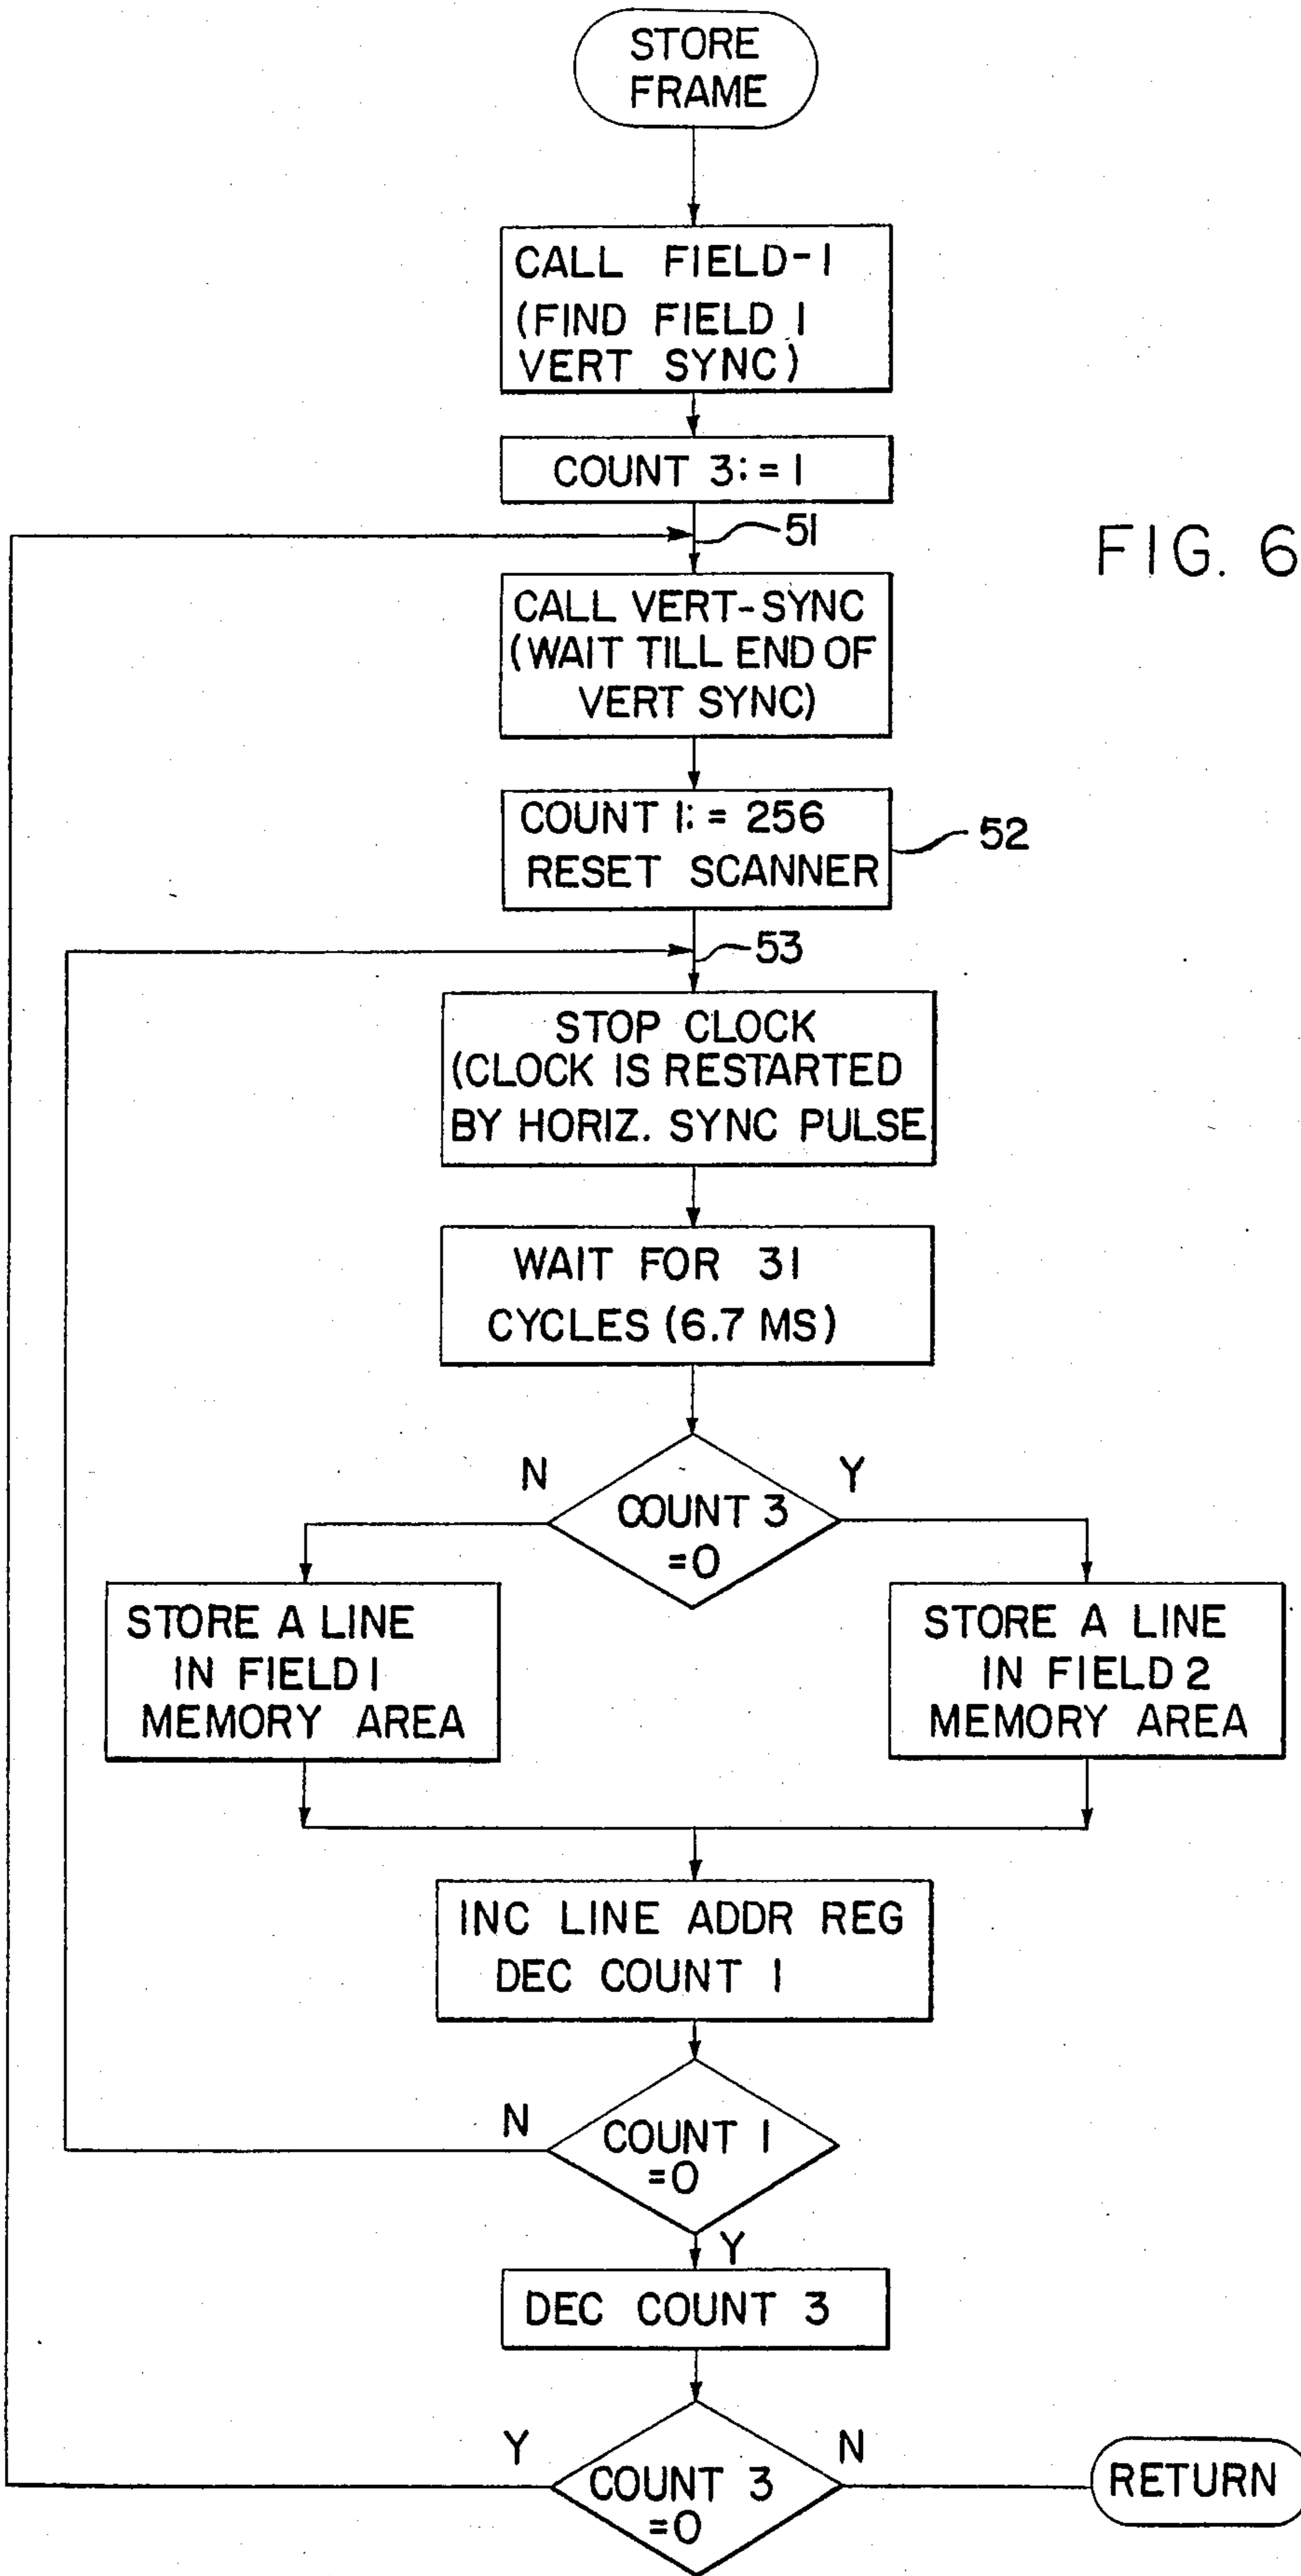 STORE
FRAME
CALL FIELD-1
(FIND FIELD 1
VERT SYNC)
COUNT 3:=1
51
FIG. 6
CALL VERT-SYNC
(WAIT TILL END OF
VERT SYNC)
COUNT 1:= 256
RESET SCANNER
52
53
STOP CLOCK
(CLOCK IS RESTARTED
BY HORIZ. SYNC PULSE
WAIT FOR 31
CYCLES (6.7 MS)
N
Y
COUNT 3
=0
STORE A LINE
IN FIELD 1
MEMORY AREA
STORE A LINE
IN FIELD 2
MEMORY AREA
INC LINE ADDR REG
DEC COUNT 1
N
COUNT 1
=0
Y
DEC COUNT 3
Y
N
COUNT 3
=0
RETURN